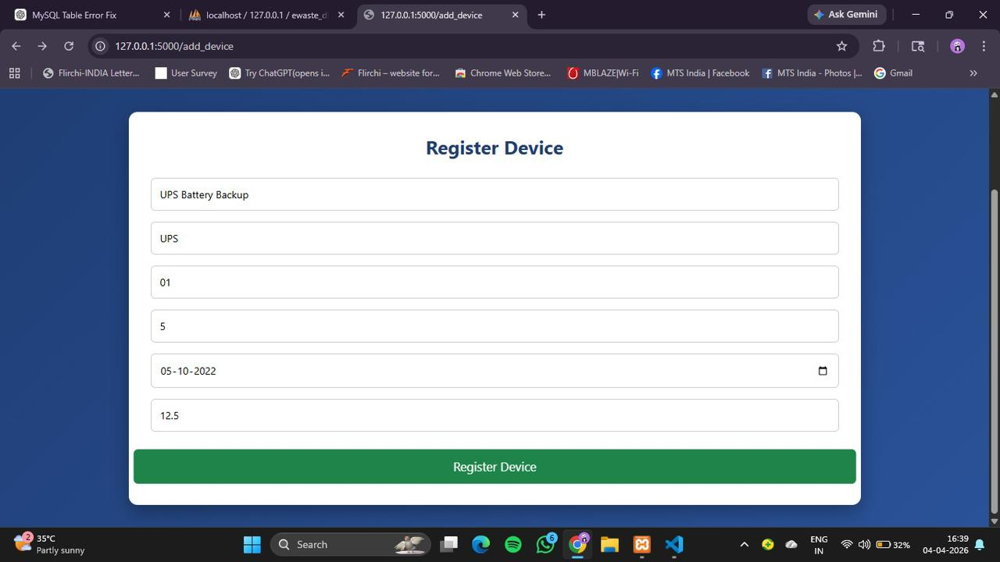 MySQL Table Error Fix
localhost / 127.0.0.1 / ewaste_d
127.0.0.1:5000/add_device
Ask Gemini
127.0.0.1:5000/add_device
Flirchi-INDIA Letter...
User Survey
Try ChatGPT(opens i...
Flirchi – website for...
Chrome Web Store...
MBLAZE|Wi-Fi
MTS India | Facebook
MTS India - Photos |...
Gmail
Register Device
UPS Battery Backup
UPS
01
5
05-10-2022
12.5
Register Device
2
35°C
Partly sunny
Search
6
ENG
IN
32%
16:39
04-04-2026